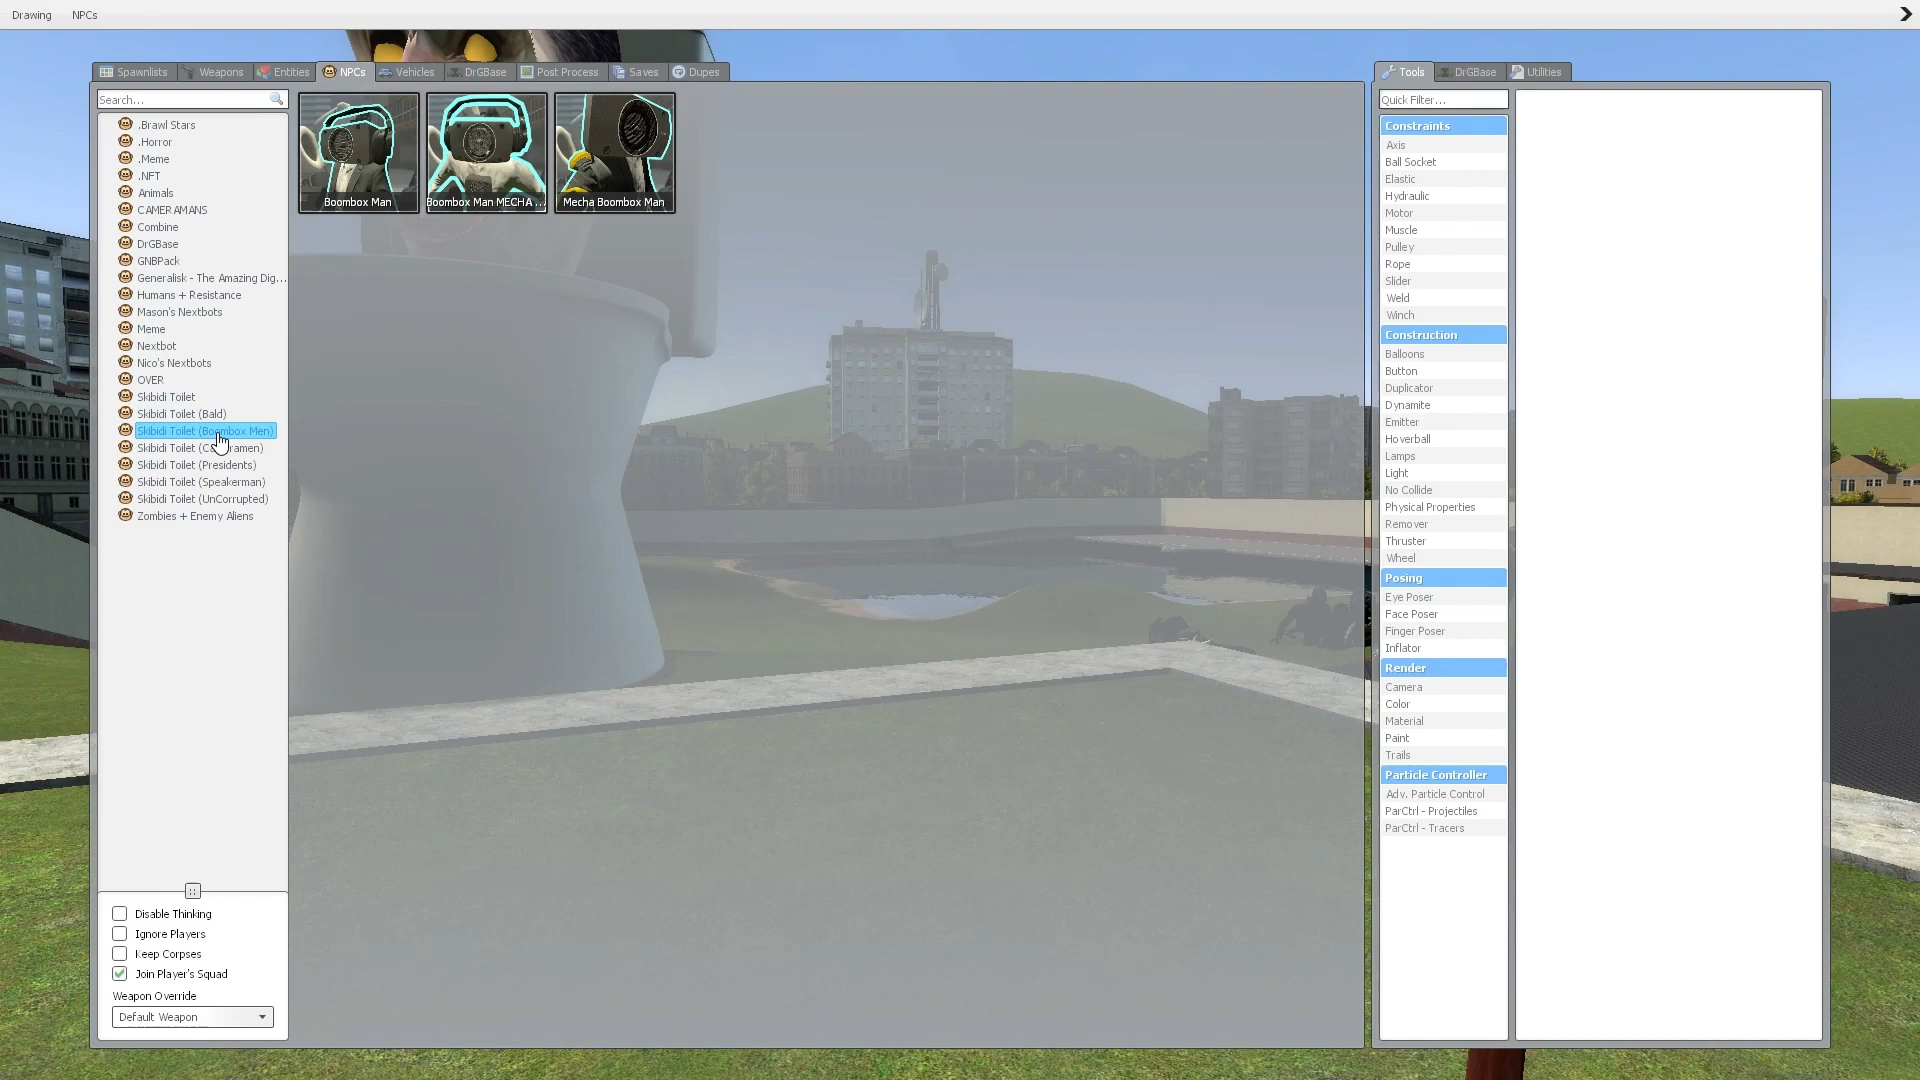 Drawing NPCs
Spawnlists Weapons Entities NPCs Vehicles DrGBase Post Process Saves Dupes
Search...
.Brawl Stars
.Horror
.Meme
.NFT
Animals
CAMERAMANS
Combine
DrGBase
GNBPack
Generalisk - The Amazing Dig...
Humans + Resistance
Mason's Nextbots
Meme
Nextbot
Nico's Nextbots
OVER
Skibidi Toilet
Skibidi Toilet (Bald)
Skibidi Toilet (Boombox Men)
Skibidi Toilet (Cameramen)
Skibidi Toilet (Presidents)
Skibidi Toilet (Speakerman)
Skibidi Toilet (UnCorrupted)
Zombies + Enemy Aliens
Disable Thinking
Ignore Players
Keep Corpses
Join Player's Squad
Weapon Override
Default Weapon
Boombox Man
Boombox Man MECHA ...
Mecha Boombox Man
Tools DrGBase Utilities
Quick Filter...
Constraints
Axis
Ball Socket
Elastic
Hydraulic
Motor
Muscle
Pulley
Rope
Slider
Weld
Winch
Construction
Balloons
Button
Duplicator
Dynamite
Emitter
Hoverball
Lamps
Light
No Collide
Physical Properties
Remover
Thruster
Wheel
Posing
Eye Poser
Face Poser
Finger Poser
Inflator
Render
Camera
Color
Material
Paint
Trails
Particle Controller
Adv. Particle Control
ParCtrl - Projectiles
ParCtrl - Tracers